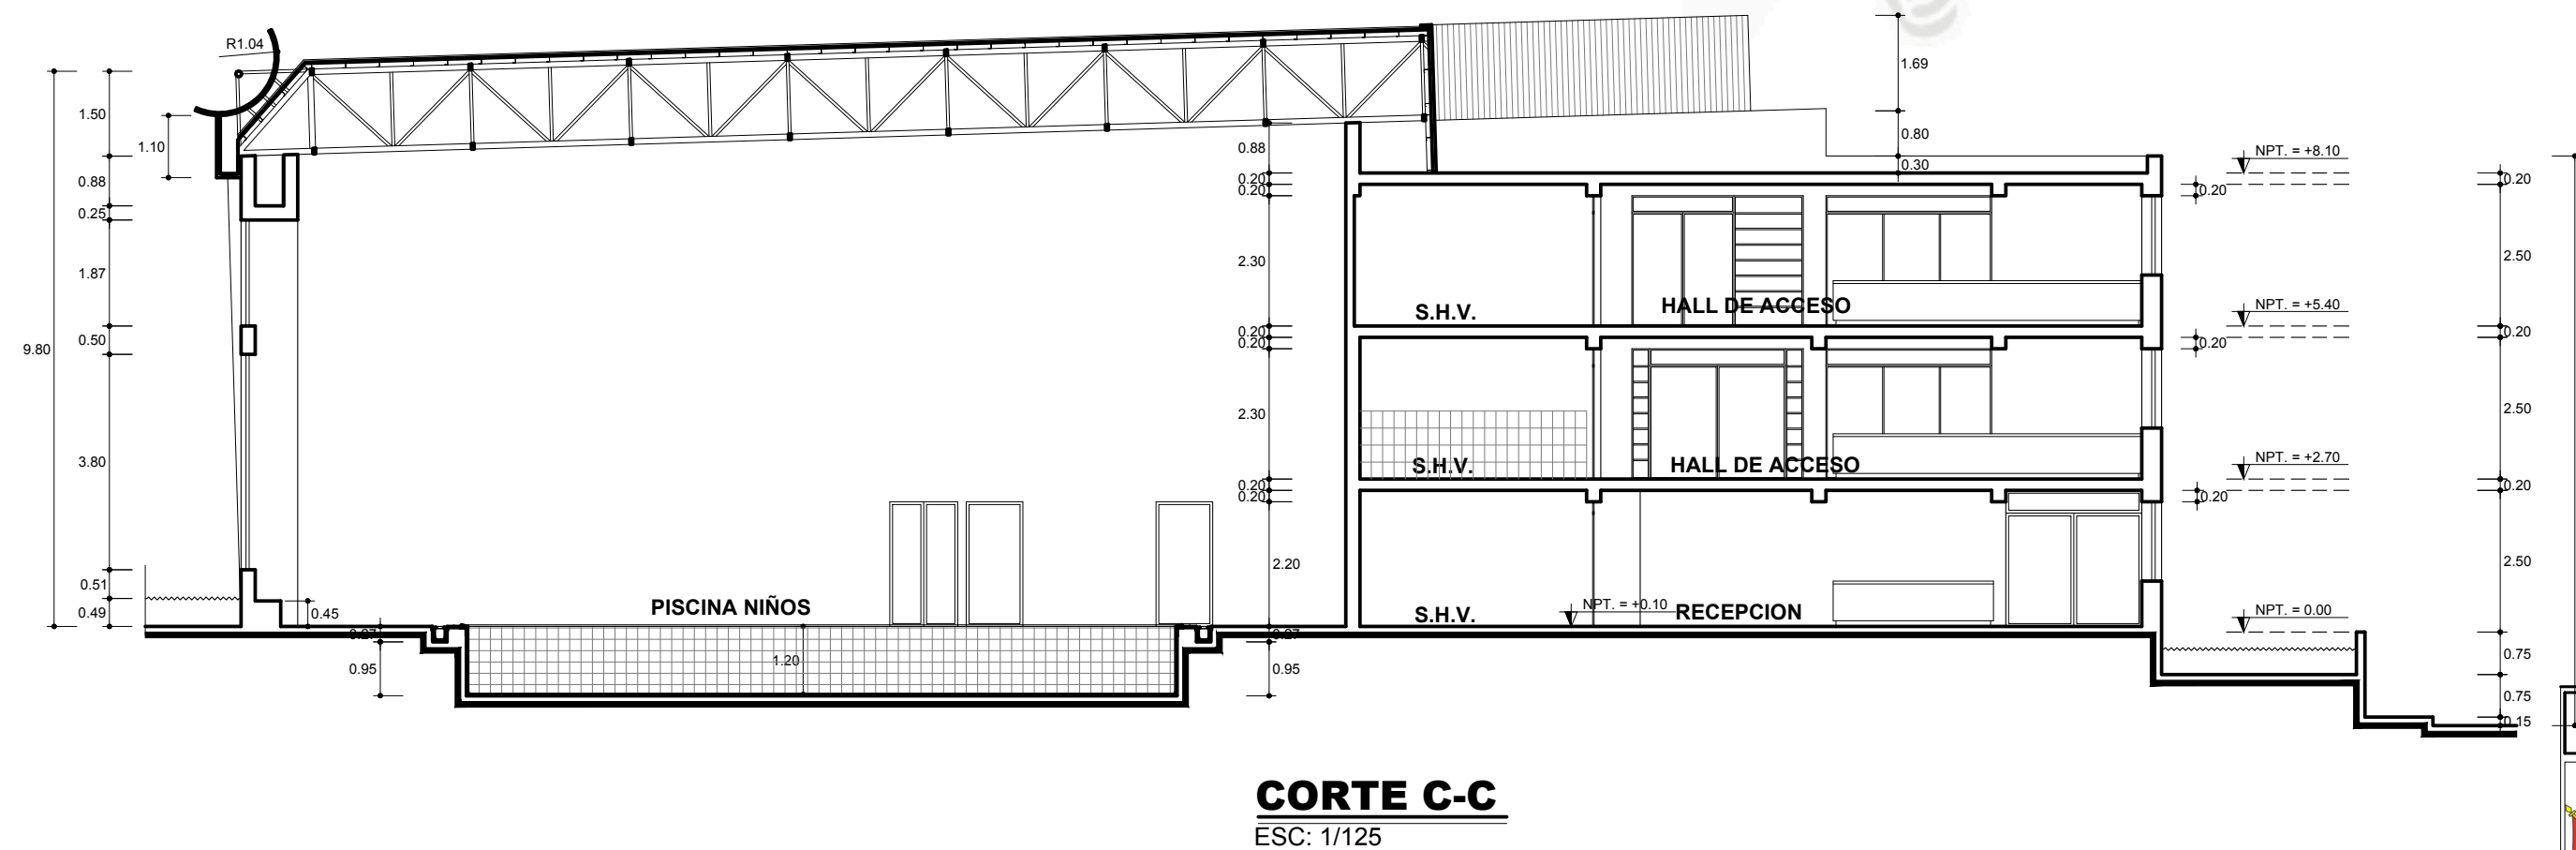 R1.04
9.80
1.50
1.10
0.88
0.25
1.87
0.50
3.80
0.51
0.49
0.45
0.27
0.95
PISCINA NIÑOS
1.20
0.88
0.20
0.20
2.30
0.20
0.20
2.30
0.20
0.20
2.20
0.27
0.95
S.H.V.
HALL DE ACCESO
S.H.V.
HALL DE ACCESO
S.H.V.
NPT. = +0.10
RECEPCION
1.69
0.80
0.30
0.20
0.20
0.20
NPT. = +8.10
NPT. = +5.40
NPT. = +2.70
NPT. = 0.00
0.20
2.50
0.20
2.50
0.20
2.50
0.75
0.75
0.15
CORTE C-C
ESC: 1/125